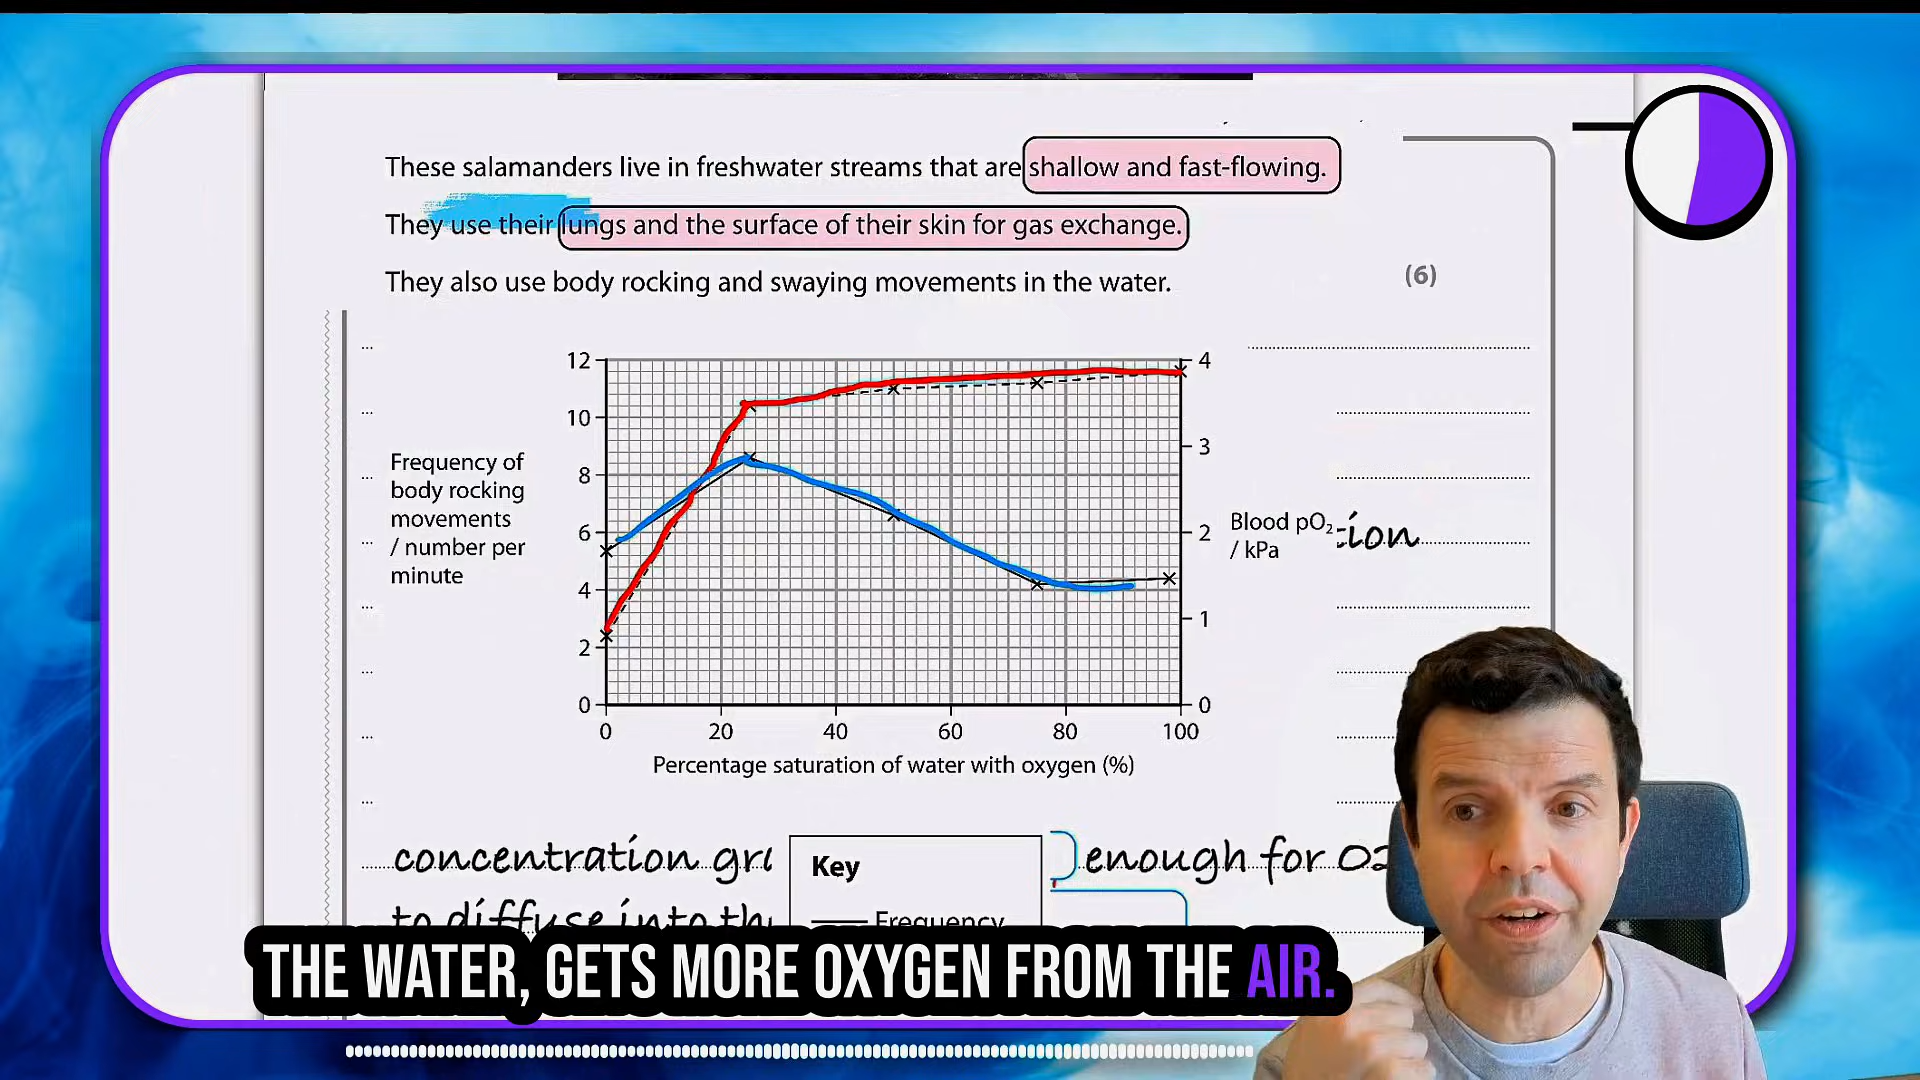 These salamanders live in freshwater streams that are shallow and fast-flowing.
They use their lungs and the surface of their skin for gas exchange.
They also use body rocking and swaying movements in the water.
(6)
12
10
8
6
4
2
0
Frequency of
body rocking
movements
/ number per
minute
4
3
2
1
0
Blood pO₂
/ kPa
0 20 40 60 80 100
Percentage saturation of water with oxygen (%)
concentration enough for O2
Key
to diffuse into
Frequency
THE WATER, GETS MORE OXYGEN FROM THE AIR.